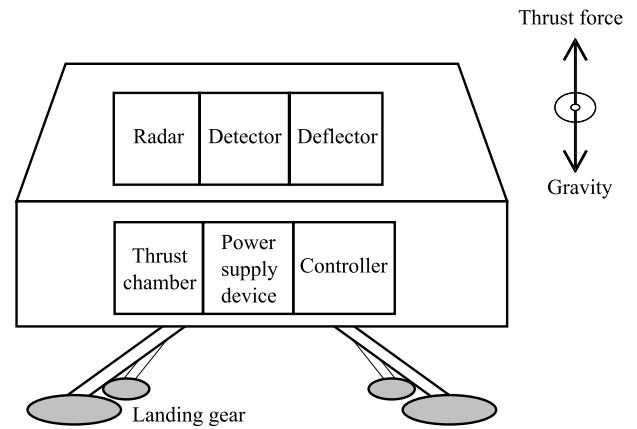 Thrust force
Radar
Detector
Deflector
Gravity
Thrust
chamber
Power
supply
device
Controller
Landing gear